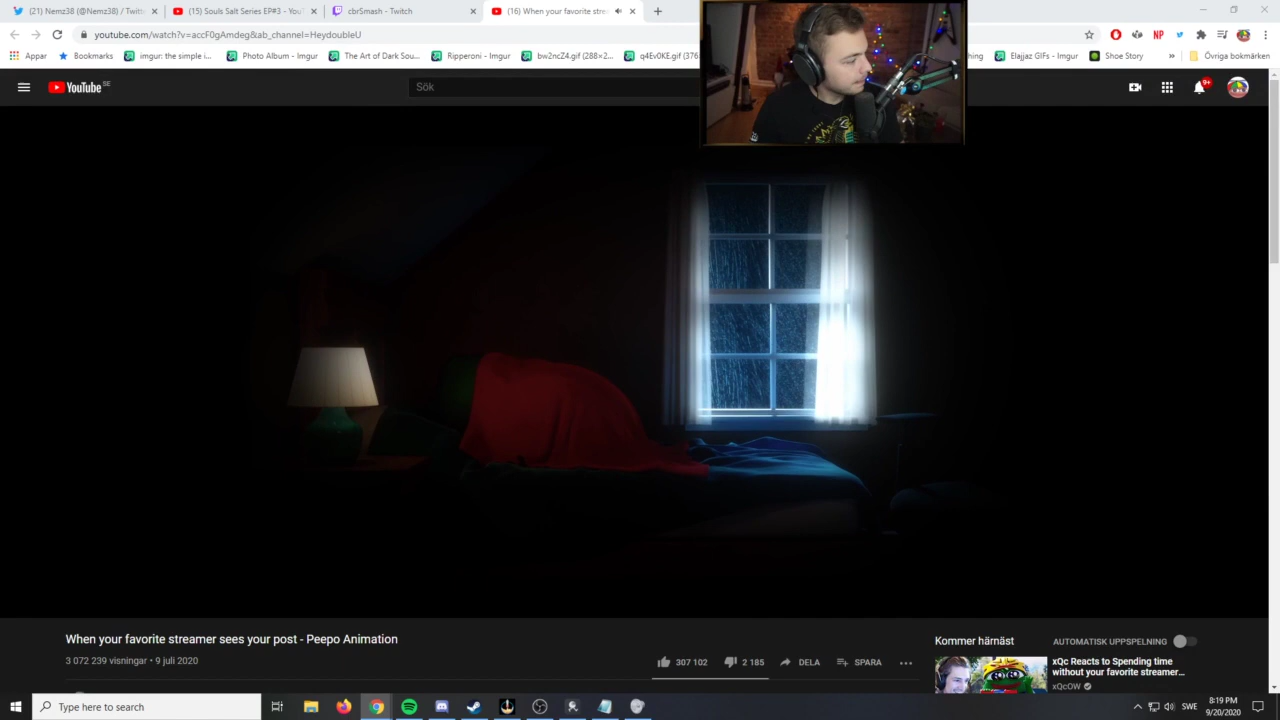 (21) Nemz38 (@Nemz38) / Twitt
(15) Souls Salt Series EP#3 - YouT
cbrSmash - Twitch
(16) When your favorite stre
youtube.com/watch?v=accF0gAmdeg&ab_channel=HeydoubleU
NP
Appar
Bookmarks
imgur: the simple i...
Photo Album - Imgur
The Art of Dark Sou...
Ripperoni - Imgur
bw2ncZ4.gif (288×2...
q4Ev0KE.gif (376
hing
Elajjaz GIFs - Imgur
Shoe Story
»
Övriga bokmärken
YouTube SE
Sök
9+
When your favorite streamer sees your post - Peepo Animation
3 072 239 visningar • 9 juli 2020
307 102
2 185
DELA
SPARA
Kommer härnäst
AUTOMATISK UPPSPELNING
xQc Reacts to Spending time
without your favorite streamer...
xQcOW
Type here to search
SWE
8:19 PM
9/20/2020